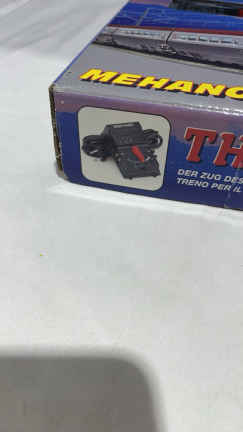 MEHANO
TH
DER ZUG DES
TRENO PER IL